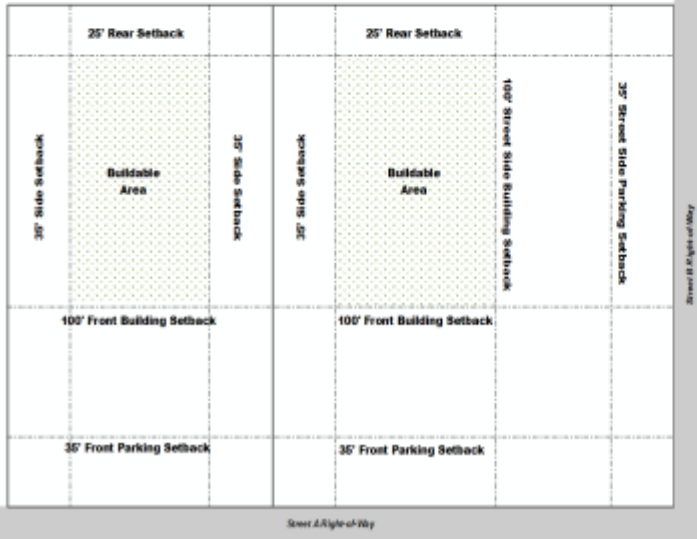 25' Rear Setback
25' Rear Setback
35' Side Setback
Buildable
Area
35' Side Setback
35' Side Setback
Buildable
Area
100' Street Side Building Setback
35' Street Side Parking Setback
Street B Right-of-Way
100' Front Building Setback
100' Front Building Setback
35' Front Parking Setback
35' Front Parking Setback
Street A Right-of-Way